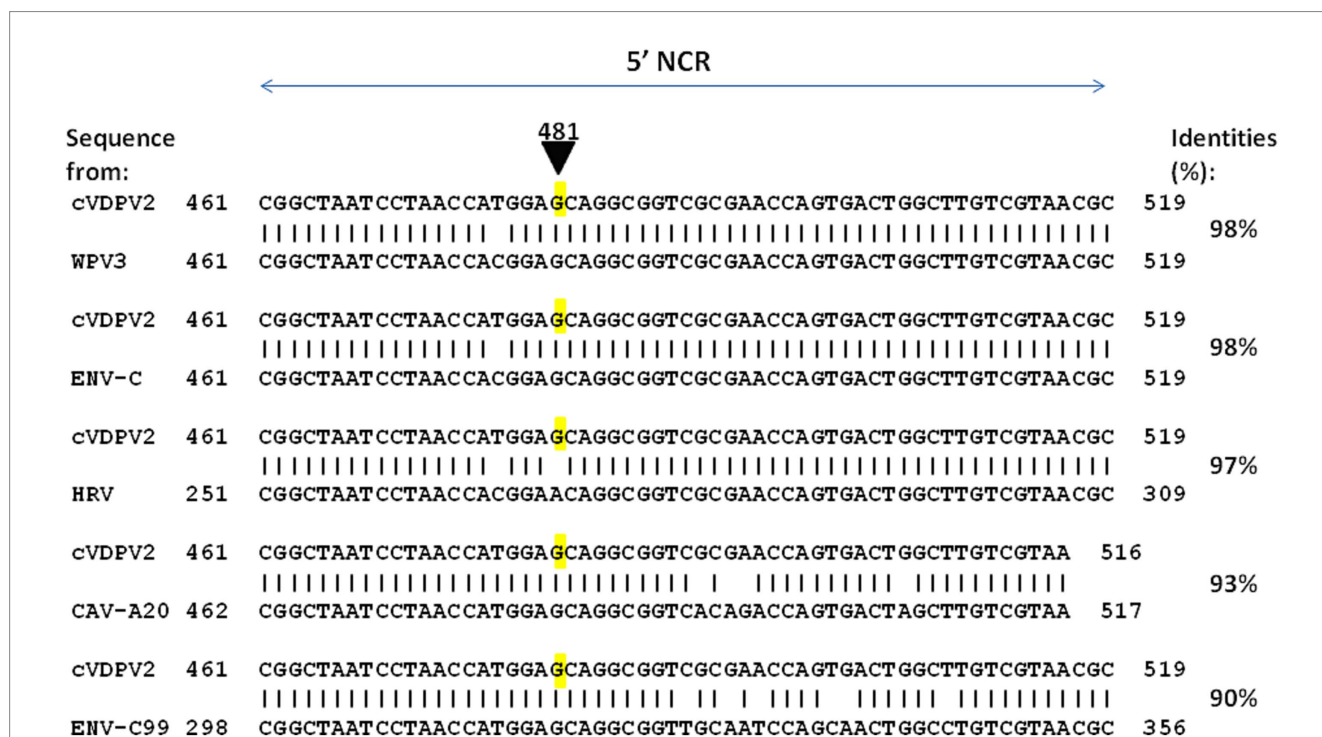 5' NCR
481
Sequence from:
Identities (%):
cVDPV2 461 CGGCTAATCCTAACCATGGAGCAGGCGGTCGCGAACCAGTGACTGGCTTGTCGTAACGC 519
98%
WPV3 461 CGGCTAATCCTAACCACGGAGCAGGCGGTCGCGAACCAGTGACTGGCTTGTCGTAACGC 519
cVDPV2 461 CGGCTAATCCTAACCATGGAGCAGGCGGTCGCGAACCAGTGACTGGCTTGTCGTAACGC 519
98%
ENV-C 461 CGGCTAATCCTAACCACGGAGCAGGCGGTCGCGAACCAGTGACTGGCTTGTCGTAACGC 519
cVDPV2 461 CGGCTAATCCTAACCATGGAGCAGGCGGTCGCGAACCAGTGACTGGCTTGTCGTAACGC 519
97%
HRV 251 CGGCTAATCCTAACCACGGAACAGGCGGTCGCGAACCAGTGACTGGCTTGTCGTAACGC 309
cVDPV2 461 CGGCTAATCCTAACCATGGAGCAGGCGGTCGCGAACCAGTGACTGGCTTGTCGTAA 516
93%
CAV-A20 462 CGGCTAATCCTAACCATGGAGCAGGCGGTCACAGACCAGTGACTAGCTTGTCGTAA 517
cVDPV2 461 CGGCTAATCCTAACCATGGAGCAGGCGGTCGCGAACCAGTGACTGGCTTGTCGTAACGC 519
90%
ENV-C99 298 CGGCTAATCCTAACCATGGAGCAGGCGGTTGCAATCCAGCAACTGGCCTGTCGTAACGC 356